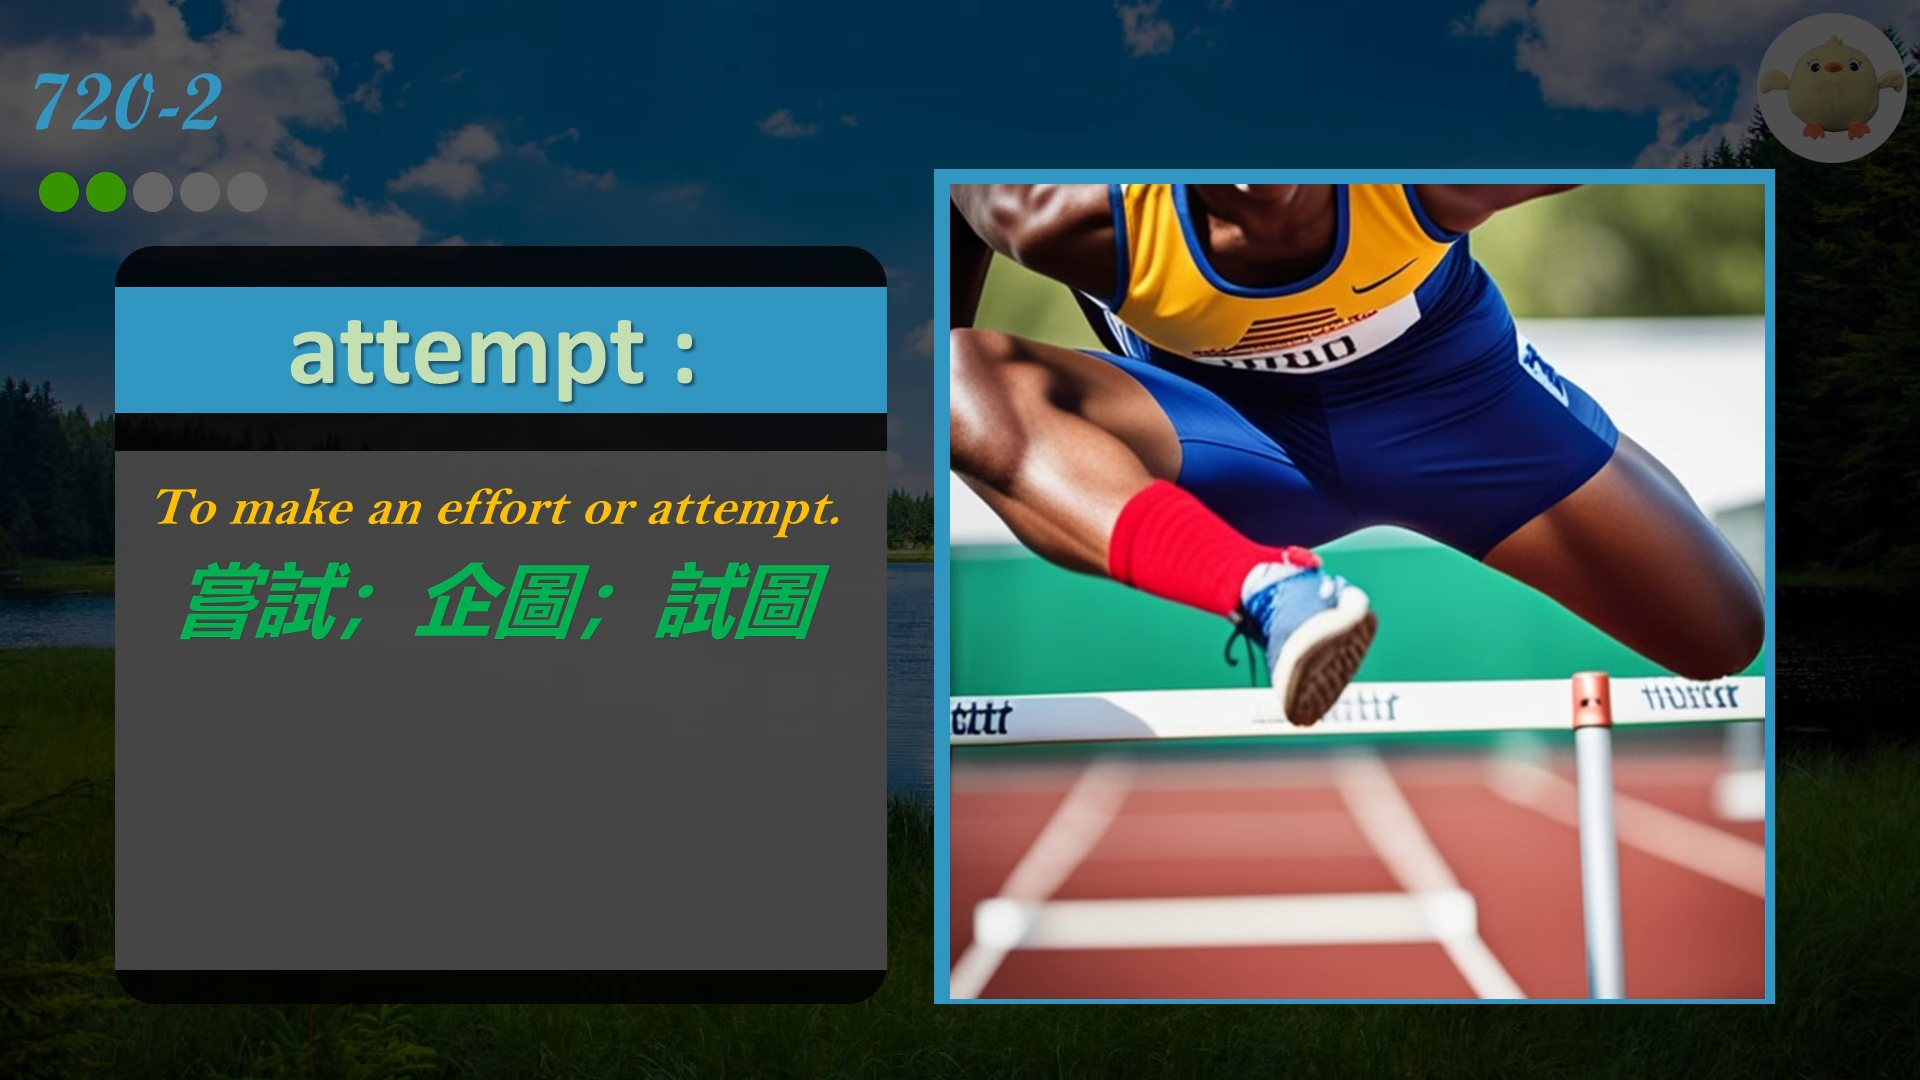 720-2
attempt :
To make an effort or attempt.
嘗試；企圖；試圖